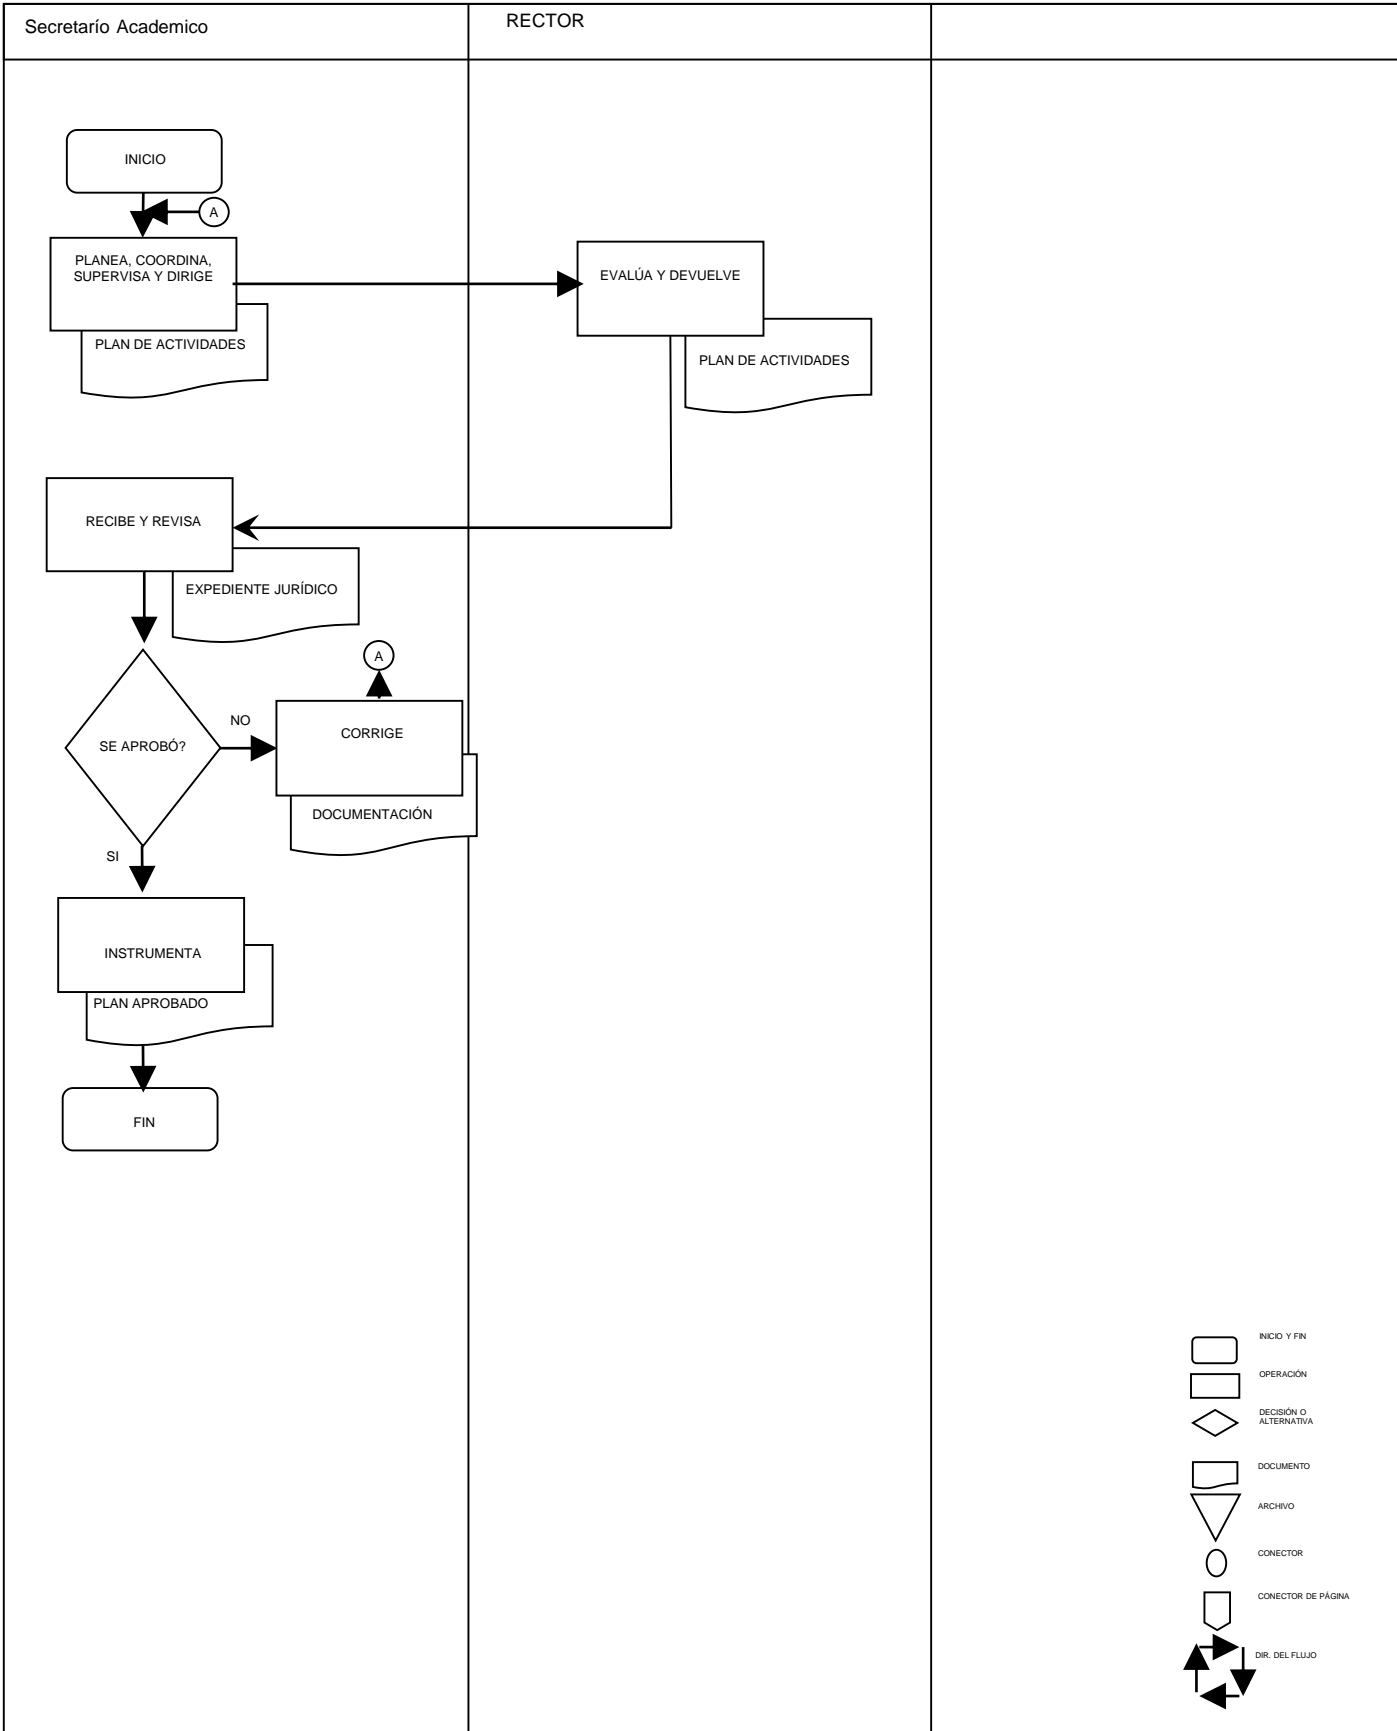 Secretarío Academico
RECTOR
INICIO
A
PLANEA, COORDINA,
SUPERVISA Y DIRIGE
PLAN DE ACTIVIDADES
EVALÚA Y DEVUELVE
PLAN DE ACTIVIDADES
RECIBE Y REVISA
EXPEDIENTE JURÍDICO
A
SE APROBÓ?
NO
CORRIGE
DOCUMENTACIÓN
SI
INSTRUMENTA
PLAN APROBADO
FIN
INICIO Y FIN
OPERACIÓN
DECISIÓN O
ALTERNATIVA
DOCUMENTO
ARCHIVO
CONECTOR
CONECTOR DE PÁGINA
DIR. DEL FLUJO